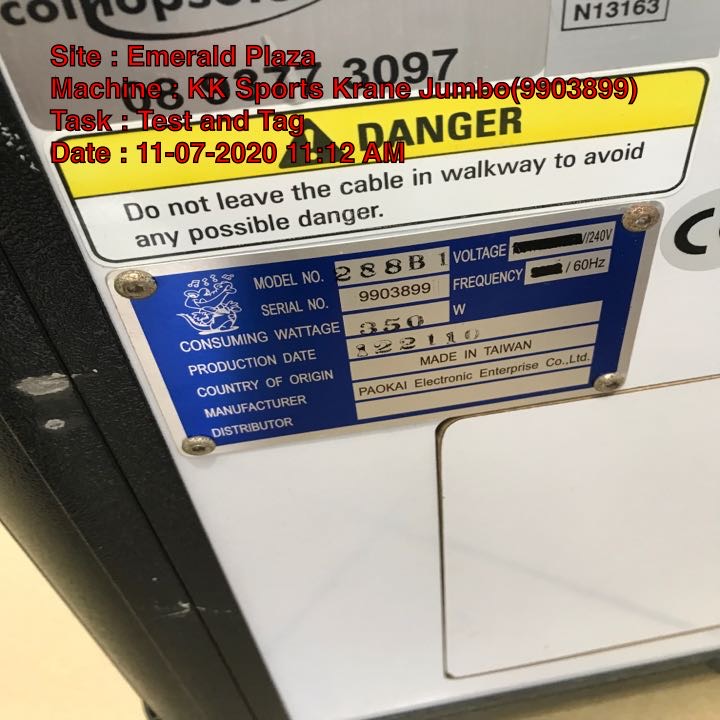 N13163
Site : Emerald Plaza
08 9377 3097
Machine : KK Sports Krane Jumbo(9903899)
Task : Test and Tag
DANGER
Date : 11-07-2020 11:12 AM
Do not leave the cable in walkway to avoid
any possible danger.
MODEL NO. 288B1
VOLTAGE /240V
SERIAL NO. 9903899
FREQUENCY / 60Hz
CONSUMING WATTAGE 350 W
PRODUCTION DATE 122110
COUNTRY OF ORIGIN MADE IN TAIWAN
MANUFACTURER PAOKAI Electronic Enterprise Co.,Ltd.
DISTRIBUTOR